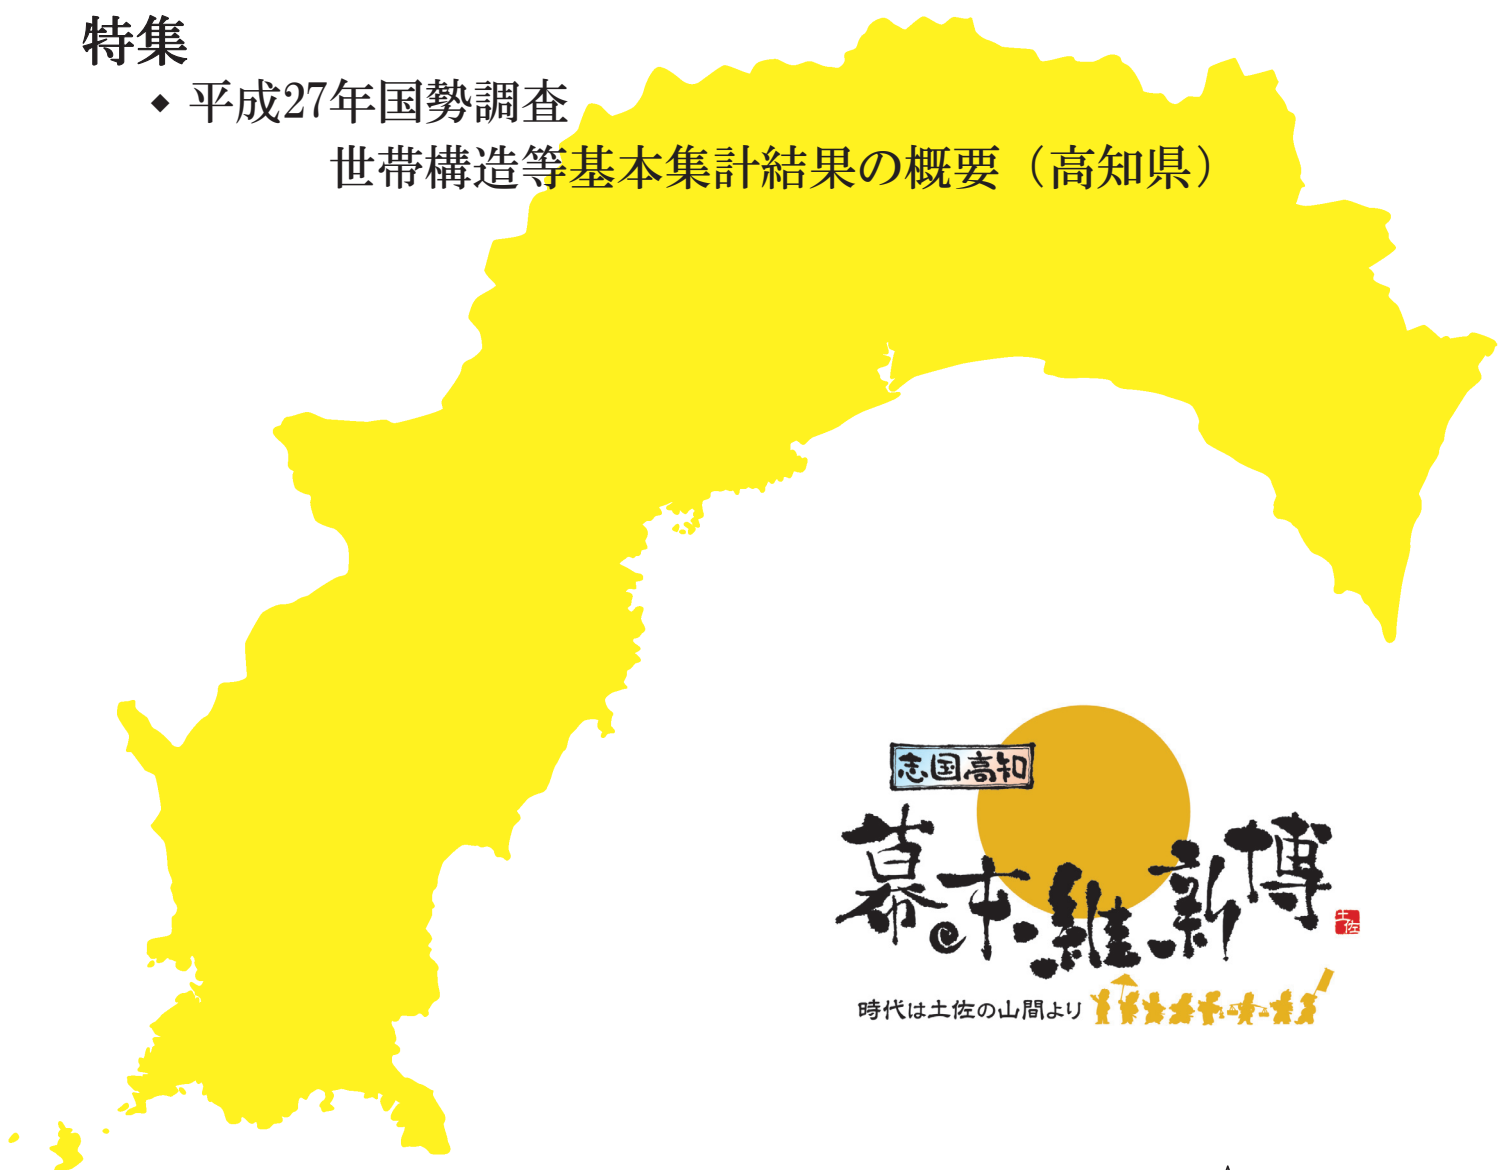 特集
◆ 平成27年国勢調査
世帯構造等基本集計結果の概要（高知県）
志国高知
幕末維新博
土佐
時代は土佐の山間より